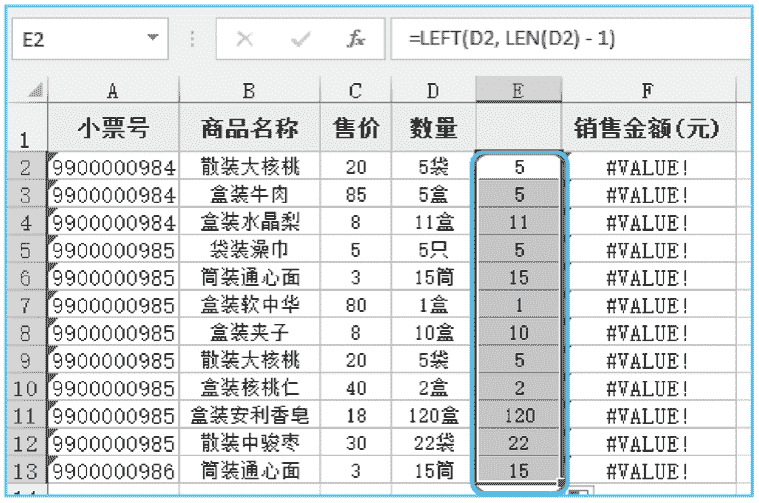 E2 fx =LEFT(D2, LEN(D2) - 1)
A B C D E F
1 小票号 商品名称 售价 数量 销售金额(元)
2 9900000984 散装大核桃 20 5袋 5 #VALUE!
3 9900000984 盒装牛肉 85 5盒 5 #VALUE!
4 9900000984 盒装水晶梨 8 11盒 11 #VALUE!
5 9900000985 袋装澡巾 5 5只 5 #VALUE!
6 9900000985 筒装通心面 3 15筒 15 #VALUE!
7 9900000985 盒装软中华 80 1盒 1 #VALUE!
8 9900000985 盒装夹子 8 10盒 10 #VALUE!
9 9900000985 散装大核桃 20 5袋 5 #VALUE!
10 9900000985 盒装核桃仁 40 2盒 2 #VALUE!
11 9900000985 盒装安利香皂 18 120盒 120 #VALUE!
12 9900000985 散装中骏枣 30 22袋 22 #VALUE!
13 9900000986 筒装通心面 3 15筒 15 #VALUE!